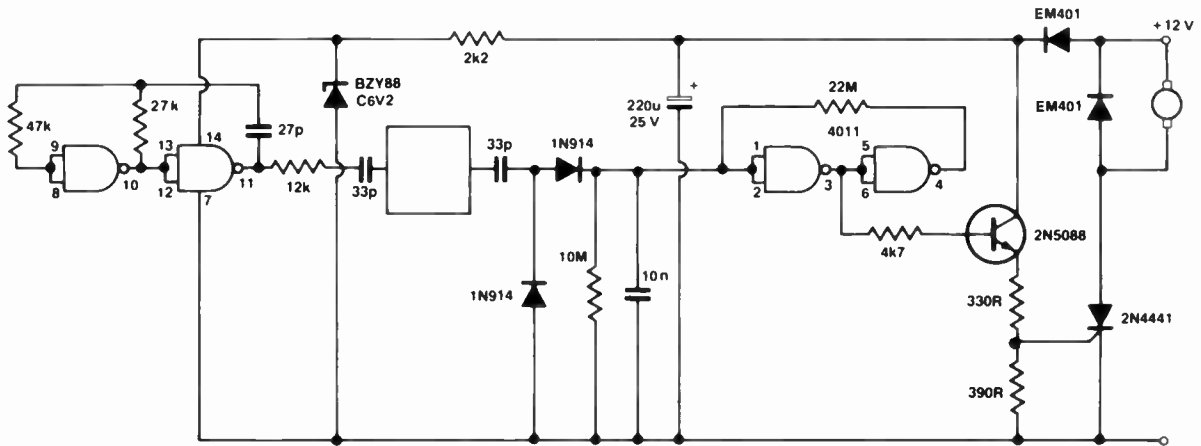 EM401
+12 V
2k2
BZY88
C6V2
+
220u
25 V
22M
4011
EM401
47k
27k
27p
9
8
10
13
12
14
7
11
12k
33p
33p
1N914
1
2
3
5
6
4
4k7
2N5088
10M
10n
1N914
330R
2N4441
390R